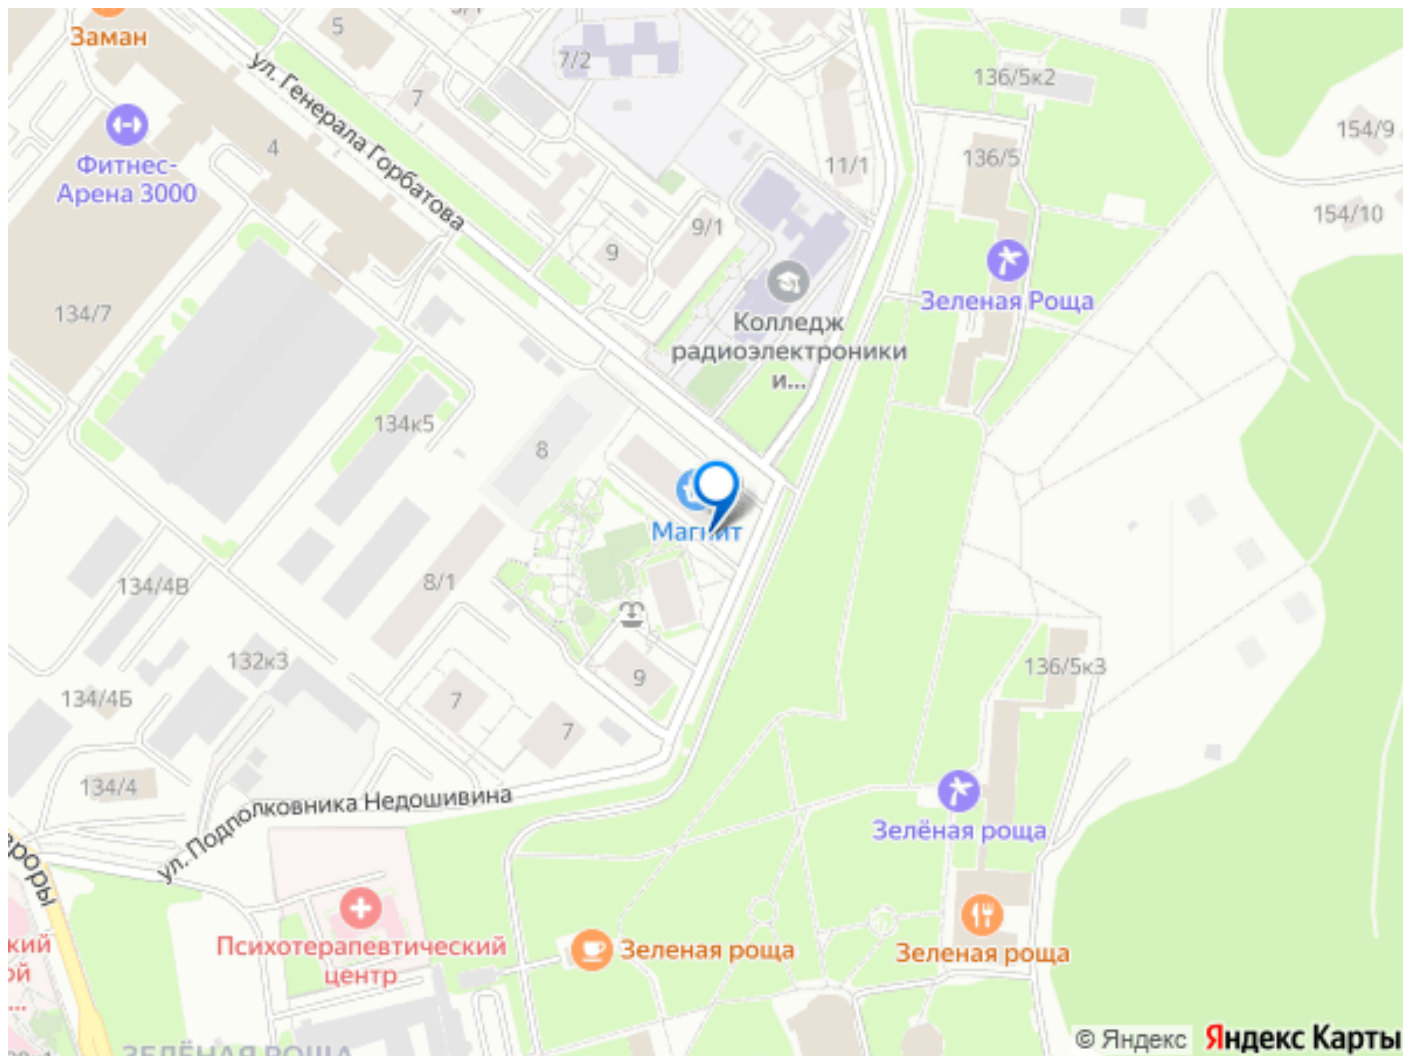 Заман
5
7/2
136/5к2
ул. Генерала Горбатова
7
154/9
Фитнес-
Арена 3000
4
11/1
136/5
154/10
9/1
9
134/7
Зеленая Роща
Колледж
радиоэлектроники
и...
134к5
8
Магнит
134/4В
8/1
132к3
9
136/5к3
134/4Б
7
7
134/4
ул. Подполковника Недошивина
Зелёная роща
Психотерапевтический
центр
Зеленая роща
Зеленая роща
ЗЕЛЁНАЯ РОЩА
© Яндекс Яндекс Карты